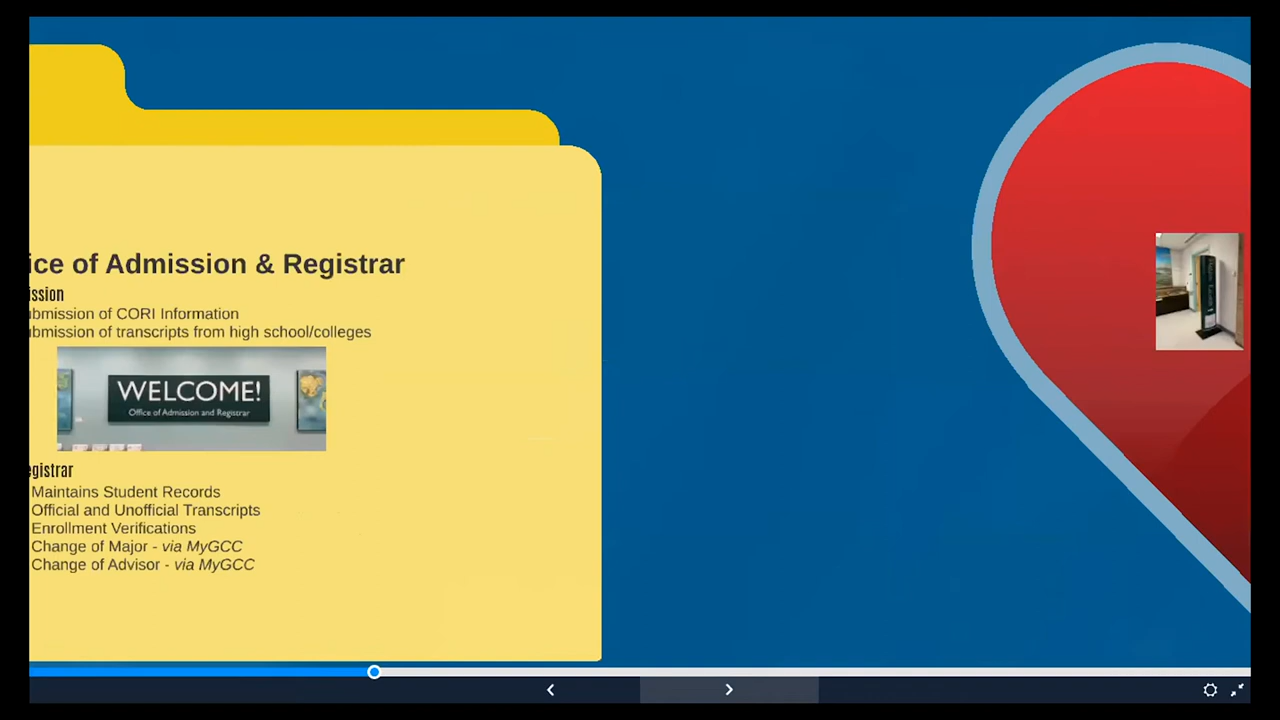 ice of Admission & Registrar
ission
ubmission of CORI Information
ubmission of transcripts from high school/colleges
WELCOME!
Office of Admission and Registrar
egistrar
Maintains Student Records
Official and Unofficial Transcripts
Enrollment Verifications
Change of Major - via MyGCC
Change of Advisor - via MyGCC